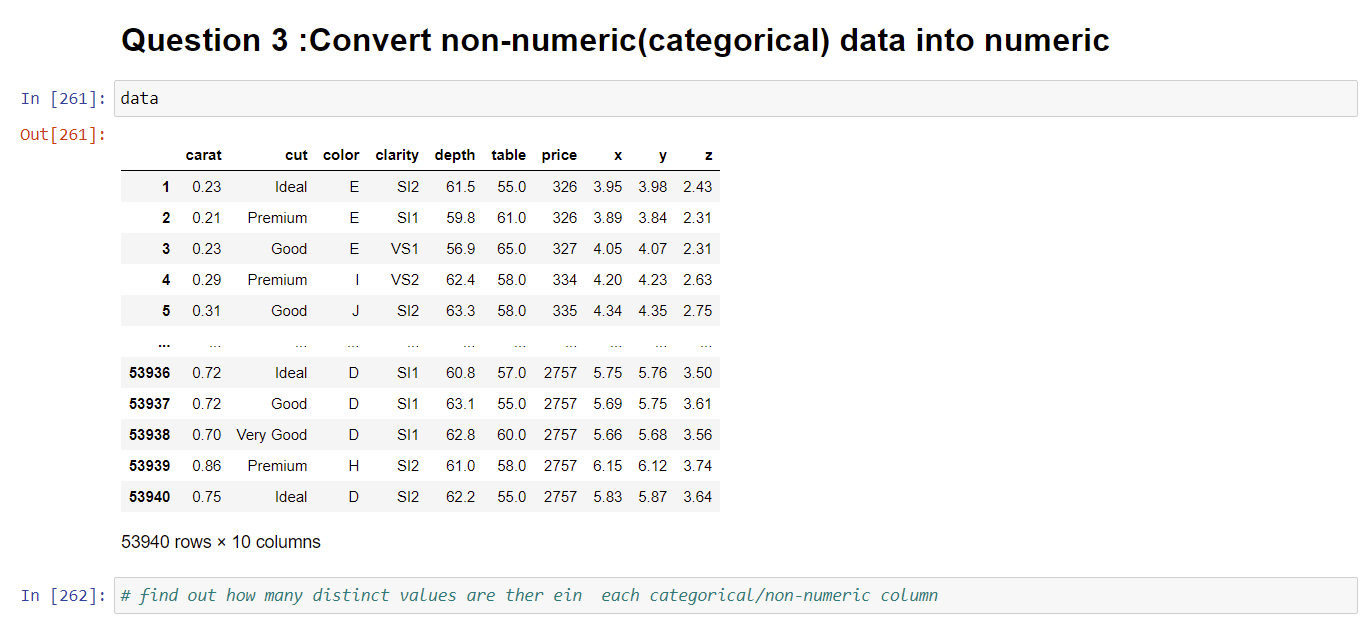 Question 3 :Convert non-numeric(categorical) data into numeric
In [261]: data
Out[261]:
carat cut color clarity depth table price x y z
1 0.23 Ideal E SI2 61.5 55.0 326 3.95 3.98 2.43
2 0.21 Premium E SI1 59.8 61.0 326 3.89 3.84 2.31
3 0.23 Good E VS1 56.9 65.0 327 4.05 4.07 2.31
4 0.29 Premium I VS2 62.4 58.0 334 4.20 4.23 2.63
5 0.31 Good J SI2 63.3 58.0 335 4.34 4.35 2.75
... ... ... ... ... ... ... ... ... ... ...
53936 0.72 Ideal D SI1 60.8 57.0 2757 5.75 5.76 3.50
53937 0.72 Good D SI1 63.1 55.0 2757 5.69 5.75 3.61
53938 0.70 Very Good D SI1 62.8 60.0 2757 5.66 5.68 3.56
53939 0.86 Premium H SI2 61.0 58.0 2757 6.15 6.12 3.74
53940 0.75 Ideal D SI2 62.2 55.0 2757 5.83 5.87 3.64
53940 rows × 10 columns
In [262]: # find out how many distinct values are ther ein  each categorical/non-numeric column